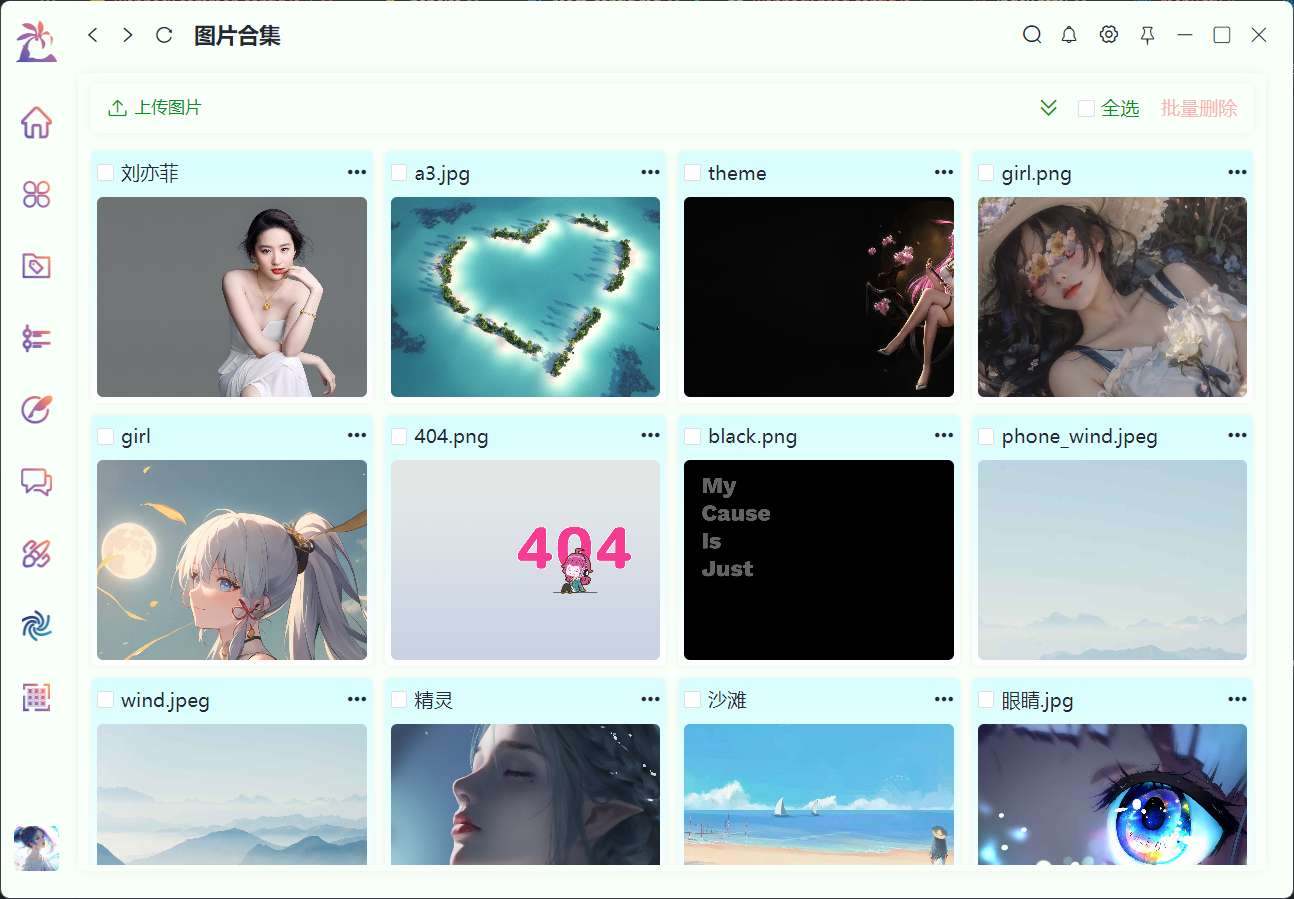 图片合集
上传图片
全选 批量删除
刘亦菲
a3.jpg
theme
girl.png
girl
404.png
black.png
phone_wind.jpeg
404
My
Cause
Is
Just
wind.jpeg
精灵
沙滩
眼睛.jpg